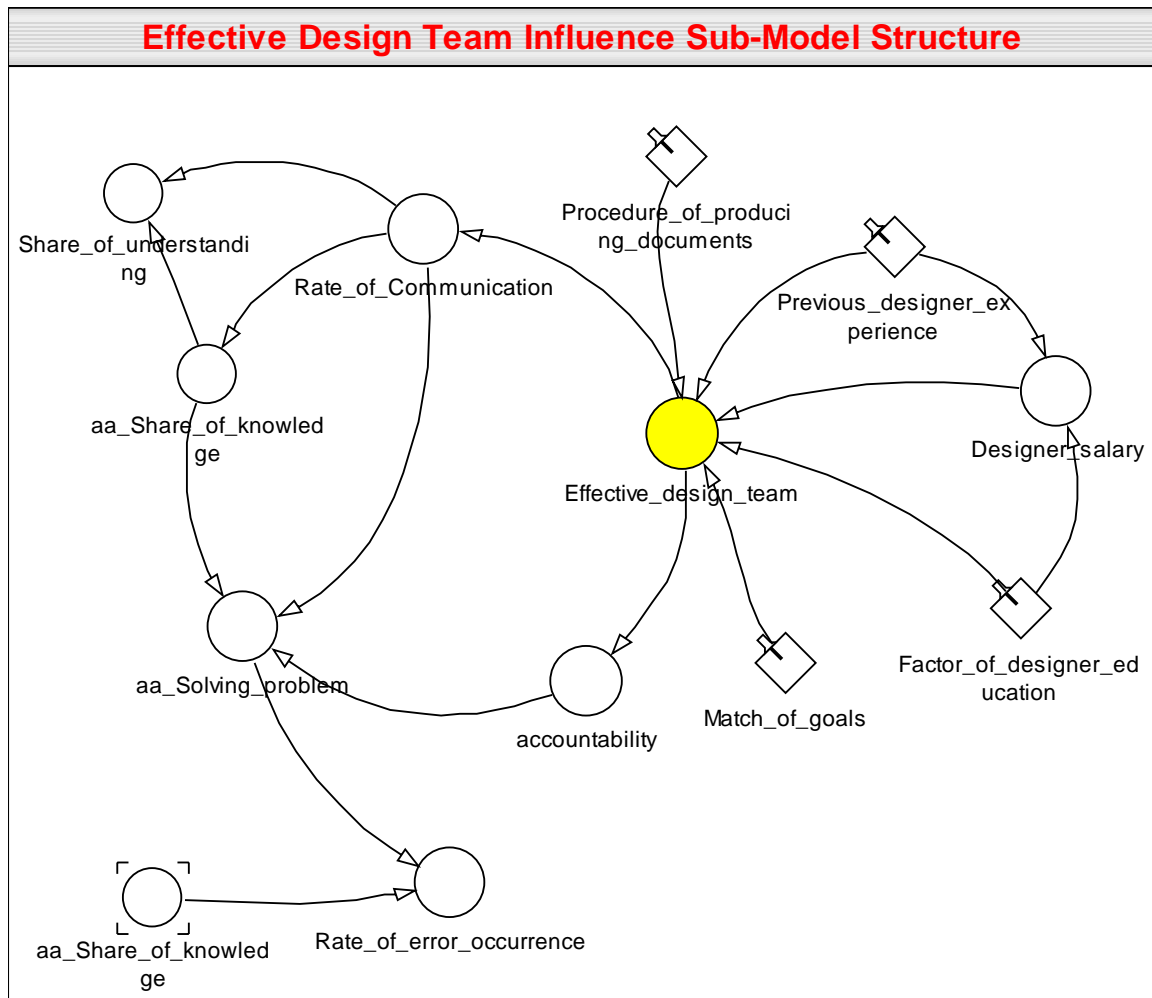 Effective Design Team Influence Sub-Model Structure
Procedure_of_produci
ng_documents
Share_of_understandi
ng
Rate_of_Communication
Previous_designer_ex
perience
aa_Share_of_knowled
ge
Designer_salary
Effective_design_team
Factor_of_designer_ed
ucation
aa_Solving_problem
Match_of_goals
accountability
Rate_of_error_occurrence
aa_Share_of_knowled
ge